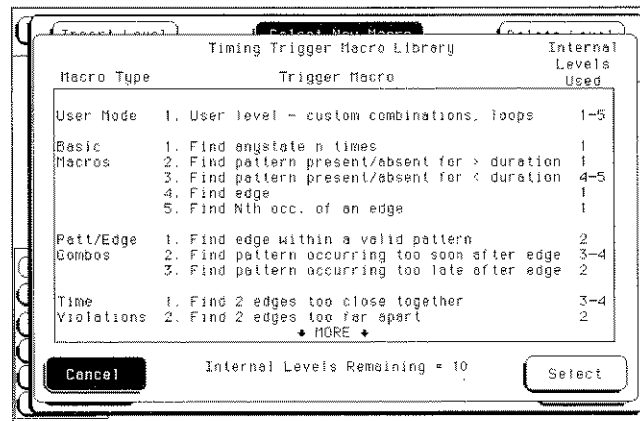 Timing Trigger Macro Library Internal
Levels
Macro Type Trigger Macro Used
User Mode 1. User level - custom combinations, loops 1-5
Basic 1. Find anystate n times 1
Macros 2. Find pattern present/absent for > duration 1
3. Find pattern present/absent for < duration 4-5
4. Find edge 1
5. Find Nth occ. of an edge 1
Patt/Edge 1. Find edge within a valid pattern 2
Combos 2. Find pattern occurring too soon after edge 3-4
3. Find pattern occurring too late after edge 2
Time 1. Find 2 edges too close together 3-4
Violations 2. Find 2 edges too far apart 2
MORE
Cancel Internal Levels Remaining = 10 Select